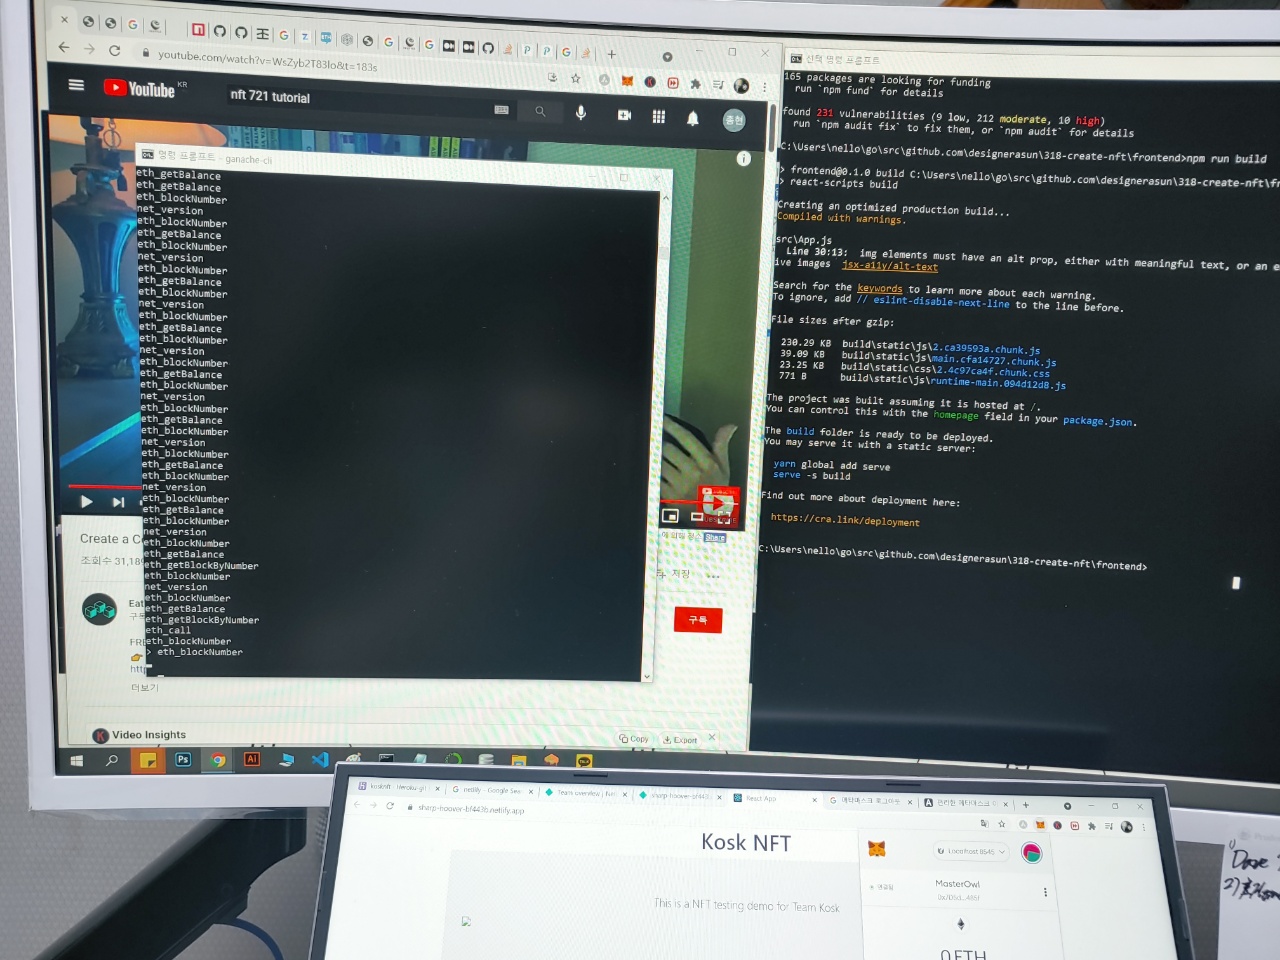 youtube.com/watch?v=WsZyb2T83lo&t=183s
YouTube KR
nft 721 tutorial
명령 프롬프트 - ganache-cli
eth_getBalance
eth_getBalance
eth_blockNumber
net_version
eth_blockNumber
eth_getBalance
eth_blockNumber
net_version
eth_blockNumber
eth_getBalance
eth_blockNumber
net_version
eth_blockNumber
eth_getBalance
eth_blockNumber
net_version
eth_blockNumber
eth_getBalance
eth_blockNumber
net_version
eth_blockNumber
eth_getBalance
eth_blockNumber
net_version
eth_blockNumber
eth_getBalance
eth_blockNumber
net_version
eth_blockNumber
eth_getBalance
eth_blockNumber
net_version
eth_blockNumber
eth_getBalance
eth_getBlockByNumber
eth_blockNumber
net_version
eth_blockNumber
eth_getBalance
eth_getBlockByNumber
eth_call
eth_blockNumber
> eth_blockNumber
Create a C
조회수 31,18
Share
저장
Eat
구독
FRE
http
더보기
Video Insights
Copy
Export
선택 명령 프롬프트
165 packages are looking for funding
run `npm fund` for details
found 231 vulnerabilities (9 low, 212 moderate, 10 high)
run `npm audit fix` to fix them, or `npm audit` for details
C:\Users\nello\go\src\github.com\designerasun\318-create-nft\frontend>npm run build
> frontend@0.1.0 build C:\Users\nello\go\src\github.com\designerasun\318-create-nft\fr
> react-scripts build
Creating an optimized production build...
Compiled with warnings.
src\App.js
Line 30:13:  img elements must have an alt prop, either with meaningful text, or an e
ive images  jsx-a11y/alt-text
Search for the keywords to learn more about each warning.
To ignore, add // eslint-disable-next-line to the line before.
File sizes after gzip:
230.29 KB  build\static\js\2.ca39593a.chunk.js
39.09 KB  build\static\js\main.cfa14727.chunk.js
23.25 KB  build\static\css\2.4c97ca4f.chunk.css
771 B  build\static\js\runtime-main.094d12d8.js
The project was built assuming it is hosted at /.
You can control this with the homepage field in your package.json.
The build folder is ready to be deployed.
You may serve it with a static server:
yarn global add serve
serve -s build
Find out more about deployment here:
https://cra.link/deployment
C:\Users\nello\go\src\github.com\designerasun\318-create-nft\frontend>
netlify - Google Sea
Team overview | Net
React App
sharp-hoover-bf443b.netlify.app
Kosk NFT
This is a NFT testing demo for Team Kosk
Localhost 8545
연결됨
MasterOwl
0 ETH